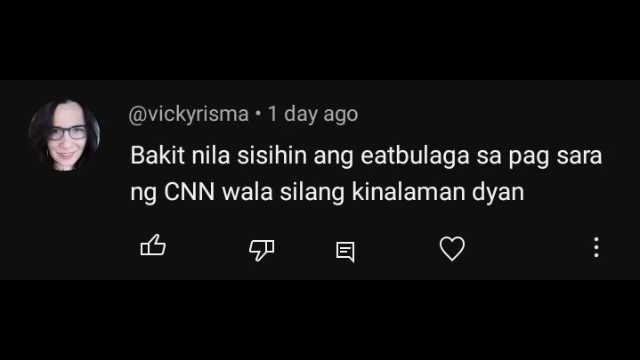 @vickyrisma • 1 day ago
Bakit nila sisihin ang eatbulaga sa pag sara
ng CNN wala silang kinalaman dyan